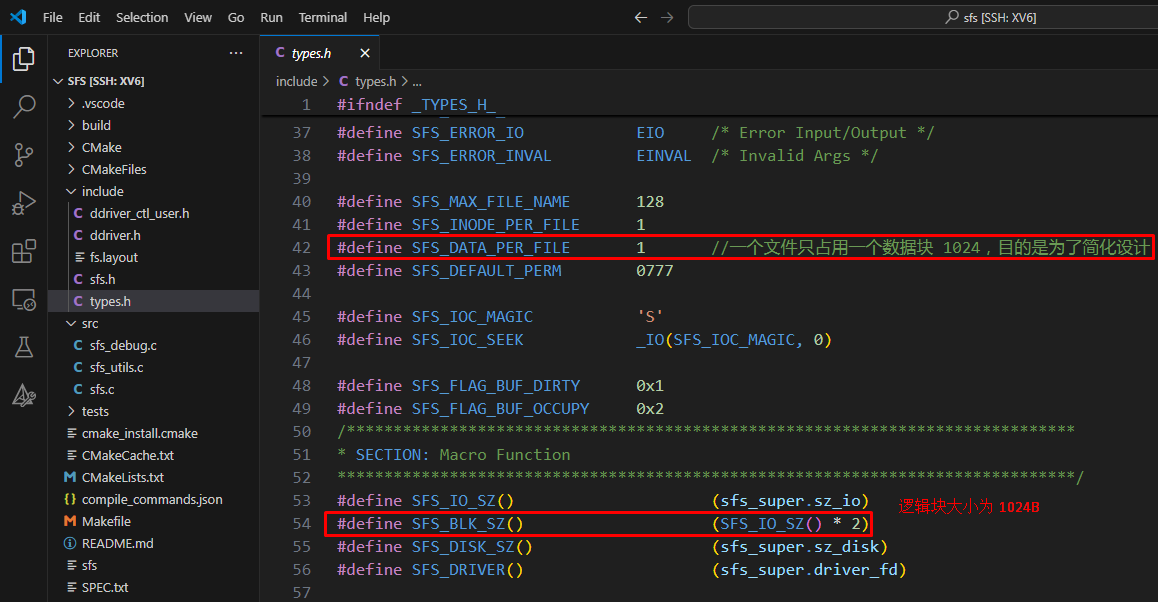 File Edit Selection View Go Run Terminal Help
sfs [SSH: XV6]
EXPLORER
SFS [SSH: XV6]
.vscode
build
CMake
CMakeFiles
include
C ddriver_ctl_user.h
C ddriver.h
fs.layout
C sfs.h
C types.h
src
C sfs_debug.c
C sfs_utils.c
C sfs.c
tests
cmake_install.cmake
CMakeCache.txt
M CMakeLists.txt
{} compile_commands.json
M Makefile
README.md
sfs
SPEC.txt
C types.h
include > C types.h > ...
1 #ifndef _TYPES_H_
37 #define SFS_ERROR_IO EIO /* Error Input/Output */
38 #define SFS_ERROR_INVAL EINVAL /* Invalid Args */
39
40 #define SFS_MAX_FILE_NAME 128
41 #define SFS_INODE_PER_FILE 1
42 #define SFS_DATA_PER_FILE 1 //一个文件只占用一个数据块 1024，目的是为了简化设计
43 #define SFS_DEFAULT_PERM 0777
44
45 #define SFS_IOC_MAGIC 'S'
46 #define SFS_IOC_SEEK _IO(SFS_IOC_MAGIC, 0)
47
48 #define SFS_FLAG_BUF_DIRTY 0x1
49 #define SFS_FLAG_BUF_OCCUPY 0x2
50 /******************************************************************************
51 * SECTION: Macro Function
52 *******************************************************************************/
53 #define SFS_IO_SZ() (sfs_super.sz_io)
逻辑块大小为 1024B
54 #define SFS_BLK_SZ() (SFS_IO_SZ() * 2)
55 #define SFS_DISK_SZ() (sfs_super.sz_disk)
56 #define SFS_DRIVER() (sfs_super.driver_fd)
57